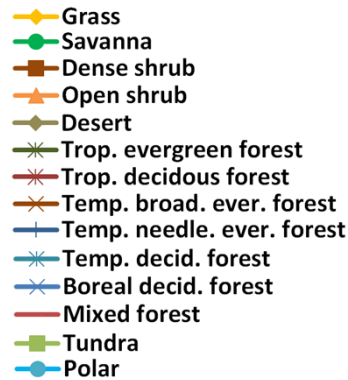 Grass
Savanna
Dense shrub
Open shrub
Desert
Trop. evergreen forest
Trop. decidous forest
Temp. broad. ever. forest
Temp. needle. ever. forest
Temp. decid. forest
Boreal decid. forest
Mixed forest
Tundra
Polar